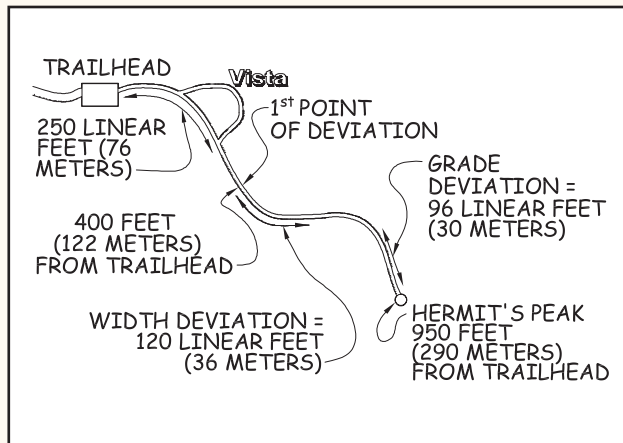 TRAILHEAD
Vista
1st POINT
OF DEVIATION
250 LINEAR
FEET (76
METERS)
GRADE
DEVIATION =
96 LINEAR FEET
(30 METERS)
400 FEET
(122 METERS)
FROM TRAILHEAD
WIDTH DEVIATION =
120 LINEAR FEET
(36 METERS)
HERMIT'S PEAK
950 FEET
(290 METERS)
FROM TRAILHEAD